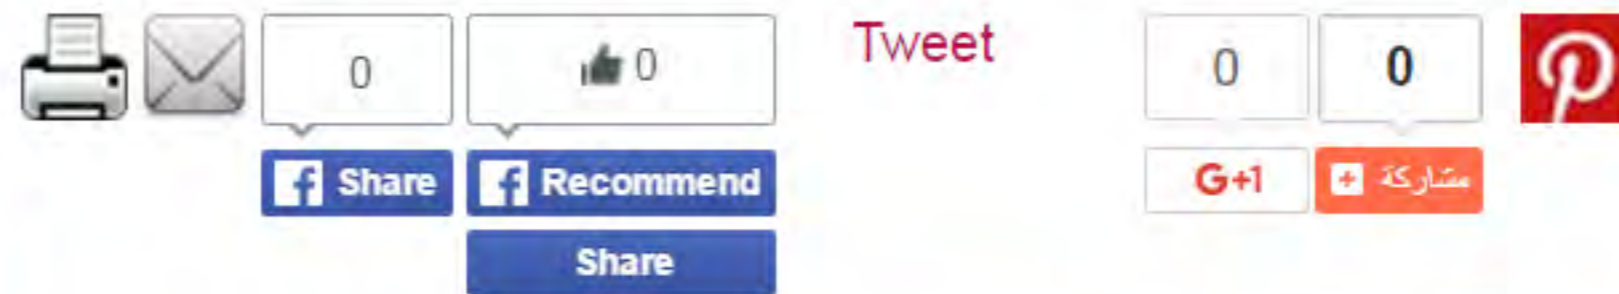 0
0
Tweet
0
0
Share
Recommend
G+1
مشاركة
Share